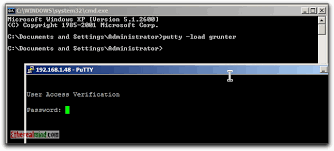 C:\WINDOWS\system32\cmd.exe
Microsoft Windows XP [Version 5.1.2600]
(C) Copyright 1985-2001 Microsoft Corp.
C:\Documents and Settings\Administrator>putty -load grunter
C:\Documents and Settings\Administrator>
192.168.1.48 - PuTTY
User Access Verification
Password:
etherealmind.com